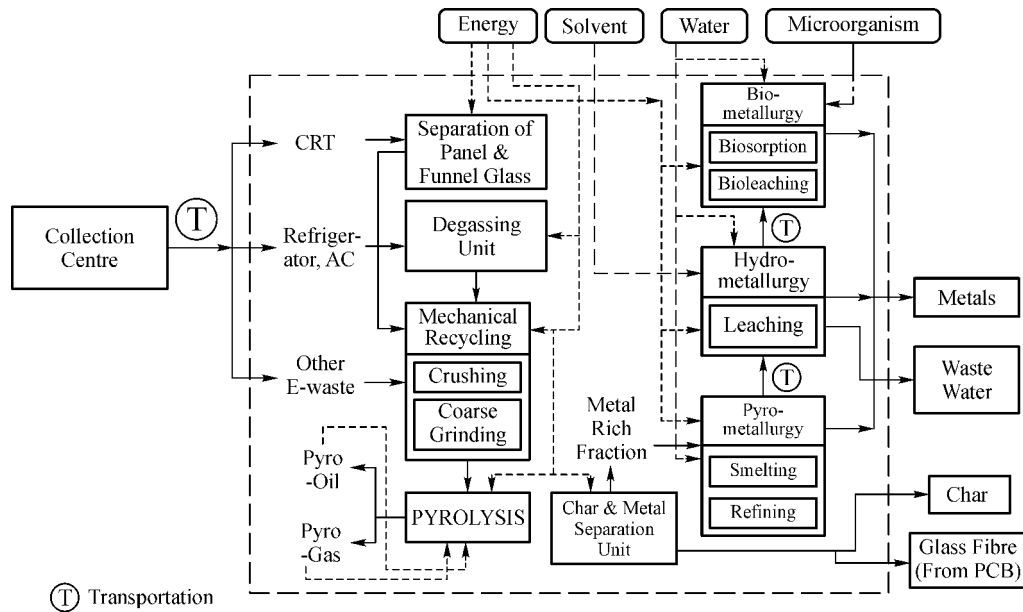 Energy
Solvent
Water
Microorganism
CRT
Separation of
Panel &
Funnel Glass
Bio-
metallurgy
Biosorption
Bioleaching
T
T
Collection
Centre
Refriger-
ator, AC
Degassing
Unit
Hydro-
metallurgy
Leaching
Metals
Mechanical
Recycling
Crushing
Coarse
Grinding
Other
E-waste
Waste
Water
T
Metal
Rich
Fraction
Pyro-
metallurgy
Smelting
Refining
Pyro
-Oil
PYROLYSIS
Pyro
-Gas
Char & Metal
Separation
Unit
Char
Glass Fibre
(From PCB)
T Transportation